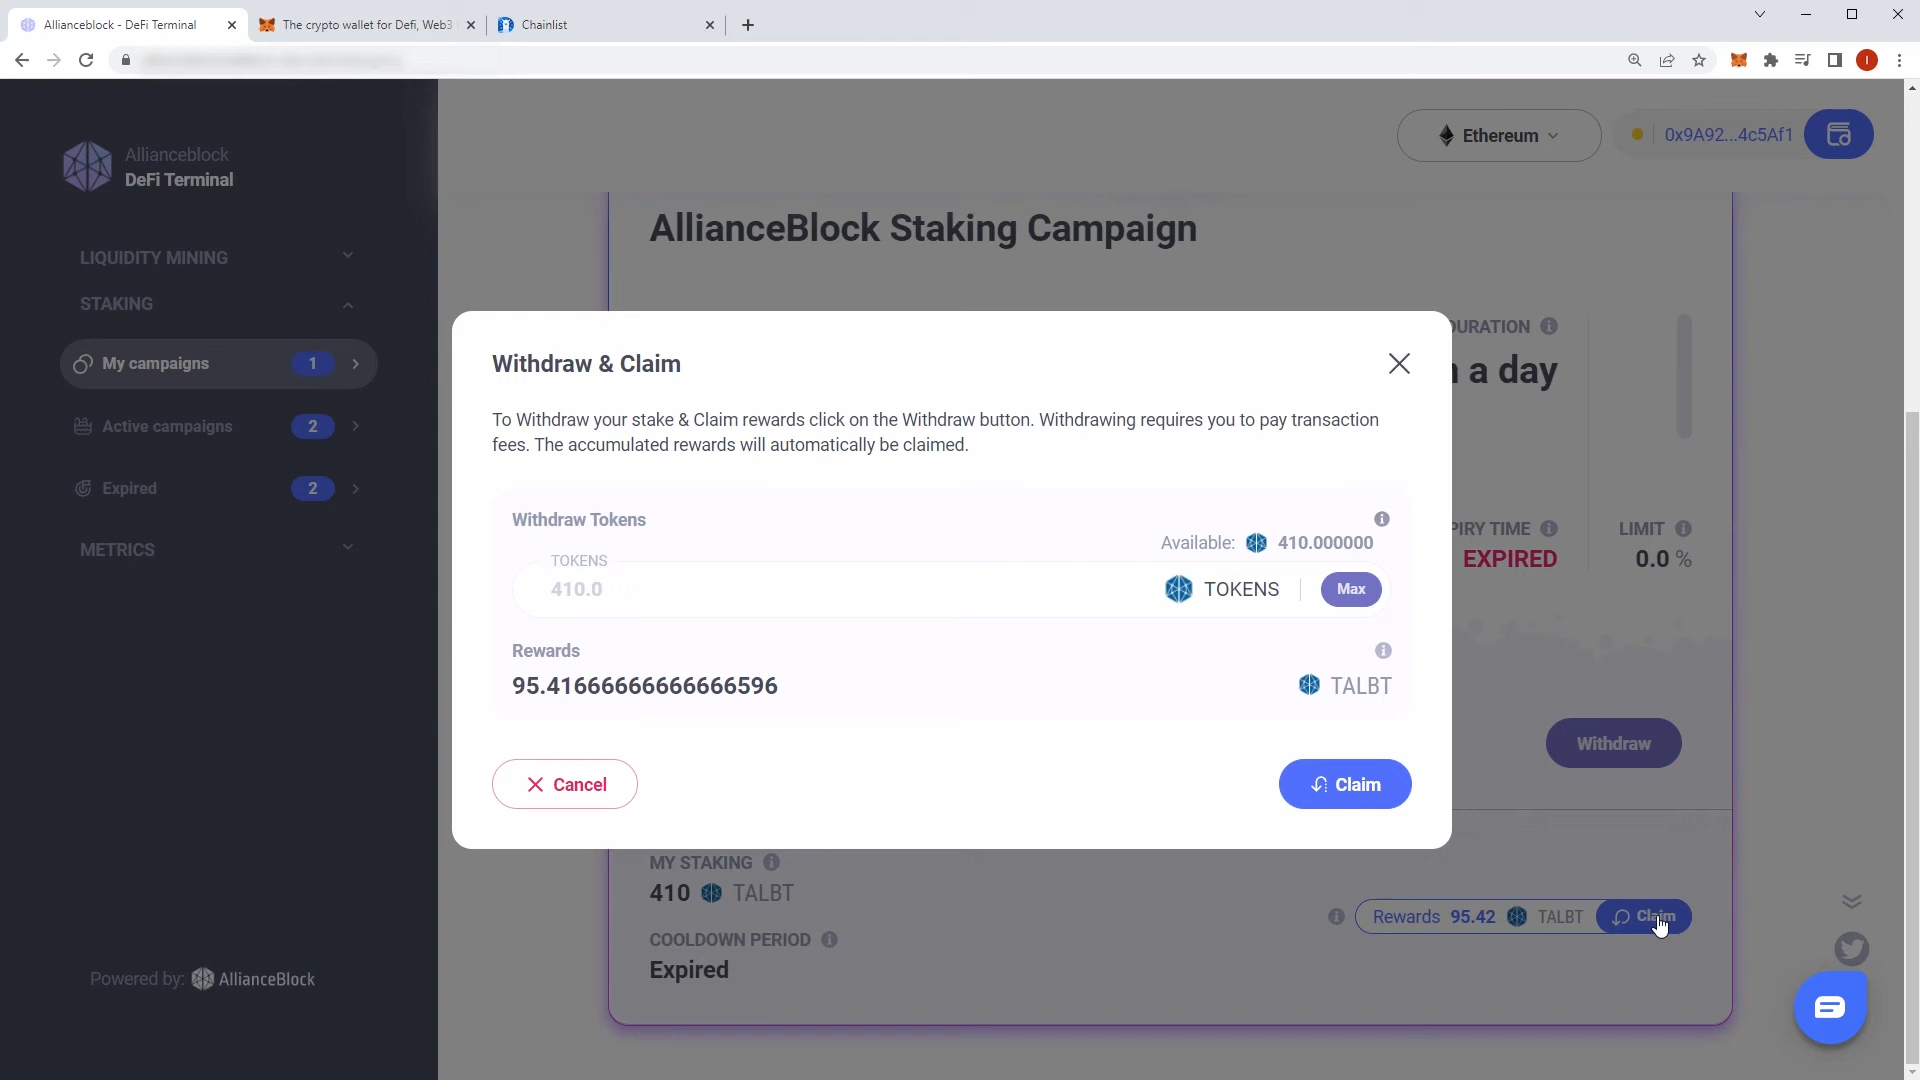 Allianceblock - DeFi Terminal
The crypto wallet for Defi, Web3
Chainlist
I
Allianceblock
DeFi Terminal
LIQUIDITY MINING
STAKING
My campaigns 1
Active campaigns 2
Expired 2
METRICS
Powered by: AllianceBlock
Ethereum
0x9A92...4c5Af1
AllianceBlock Staking Campaign
DURATION
a day
EXPIRED
LIMIT
0.0 %
Withdraw
Withdraw & Claim
To Withdraw your stake & Claim rewards click on the Withdraw button. Withdrawing requires you to pay transaction
fees. The accumulated rewards will automatically be claimed.
Withdraw Tokens
Available: 410.000000
TOKENS
410.0
TOKENS
Max
Rewards
95.41666666666666596
TALBT
Cancel
Claim
MY STAKING
410 TALBT
COOLDOWN PERIOD
Expired
Rewards 95.42 TALBT
Claim